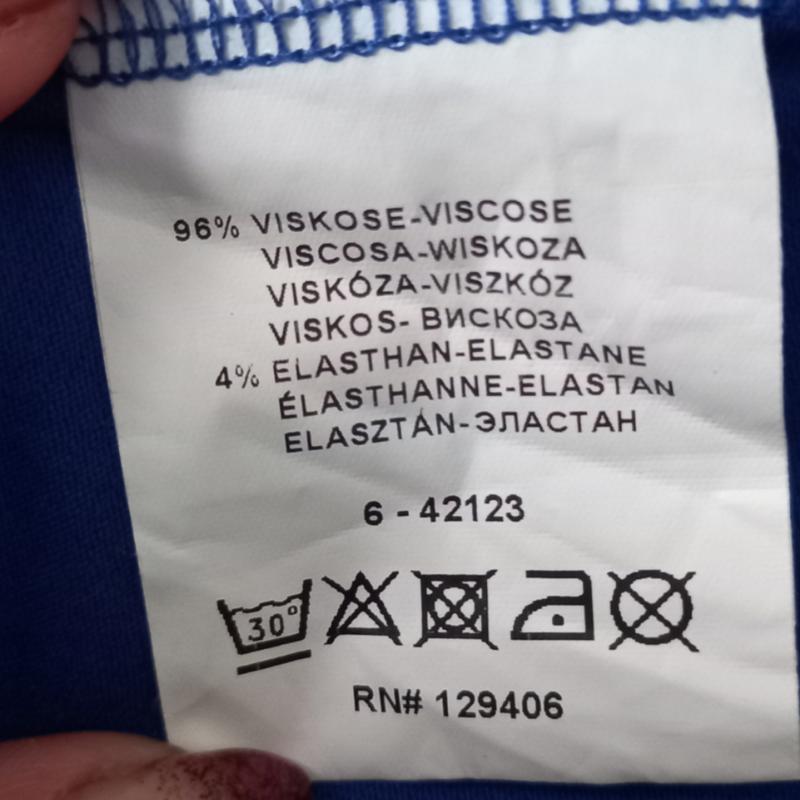 96% VISKOSE-VISCOSE
VISCOSA-WISKOZA
VISKÓZA-VISZKÓZ
VISKOS- ВИСКОЗА
4% ELASTHAN-ELASTANE
ÉLASTHANNE-ELASTAN
ELASZTÁN-ЭЛАСТАН
6 - 42123
30°
RN# 129406